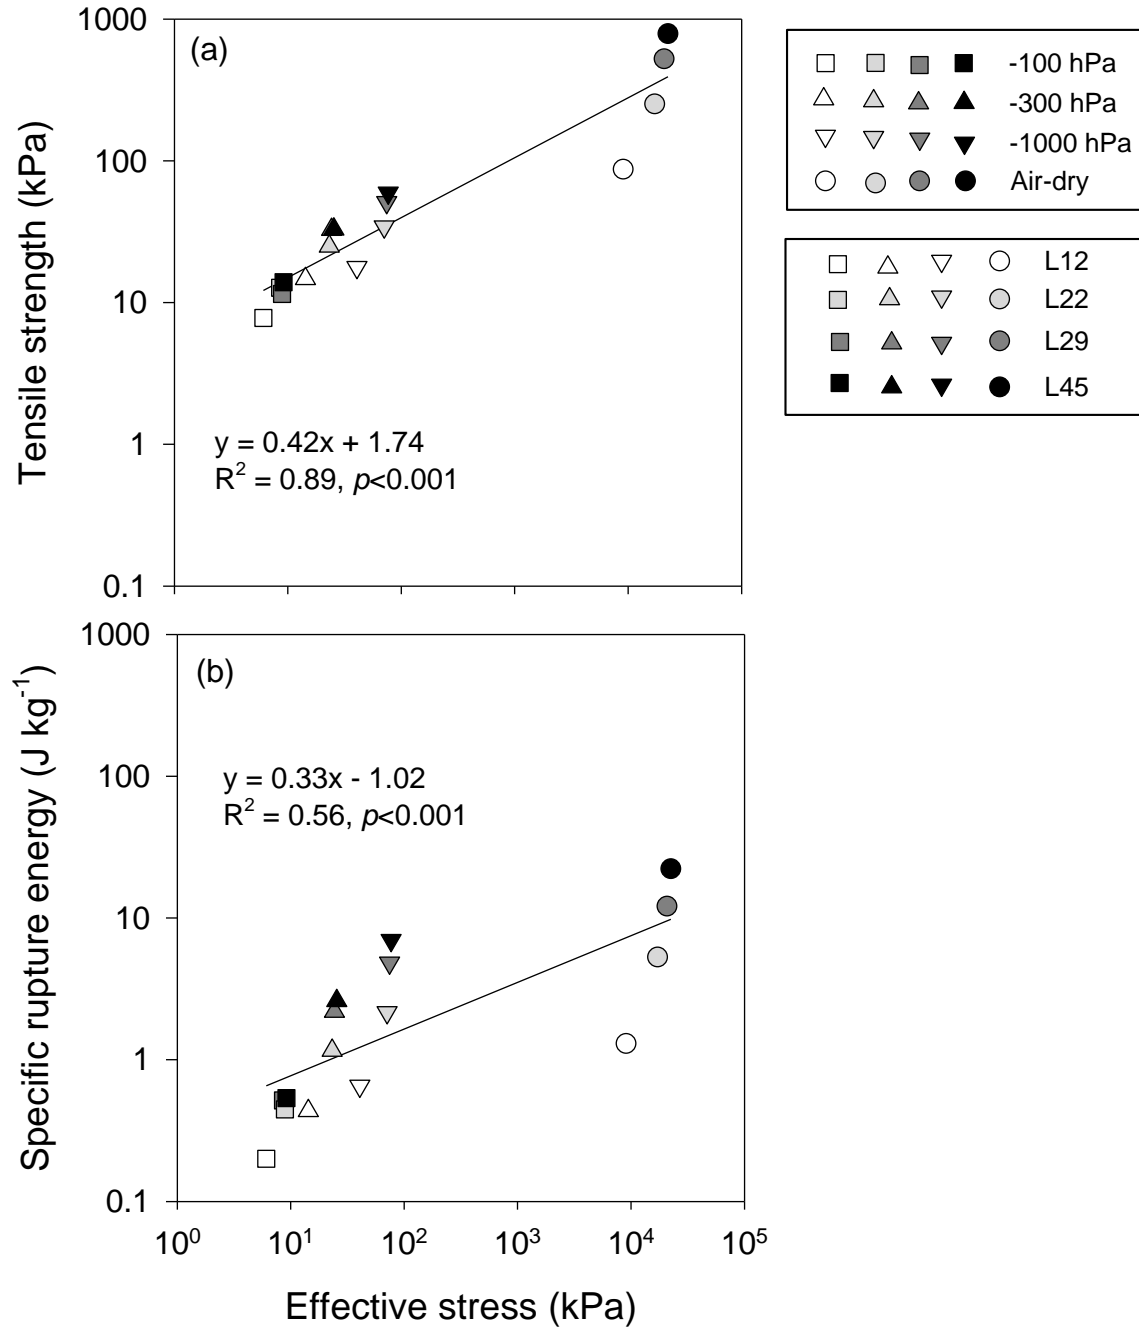 1000
100
10
1
0.1
Tensile strength (kPa)
(a)
y = 0.42x + 1.74
R² = 0.89, p<0.001
-100 hPa
-300 hPa
-1000 hPa
Air-dry
L12
L22
L29
L45
1000
100
10
1
0.1
Specific rupture energy (J kg⁻¹)
(b)
y = 0.33x - 1.02
R² = 0.56, p<0.001
10⁰ 10¹ 10² 10³ 10⁴ 10⁵
Effective stress (kPa)